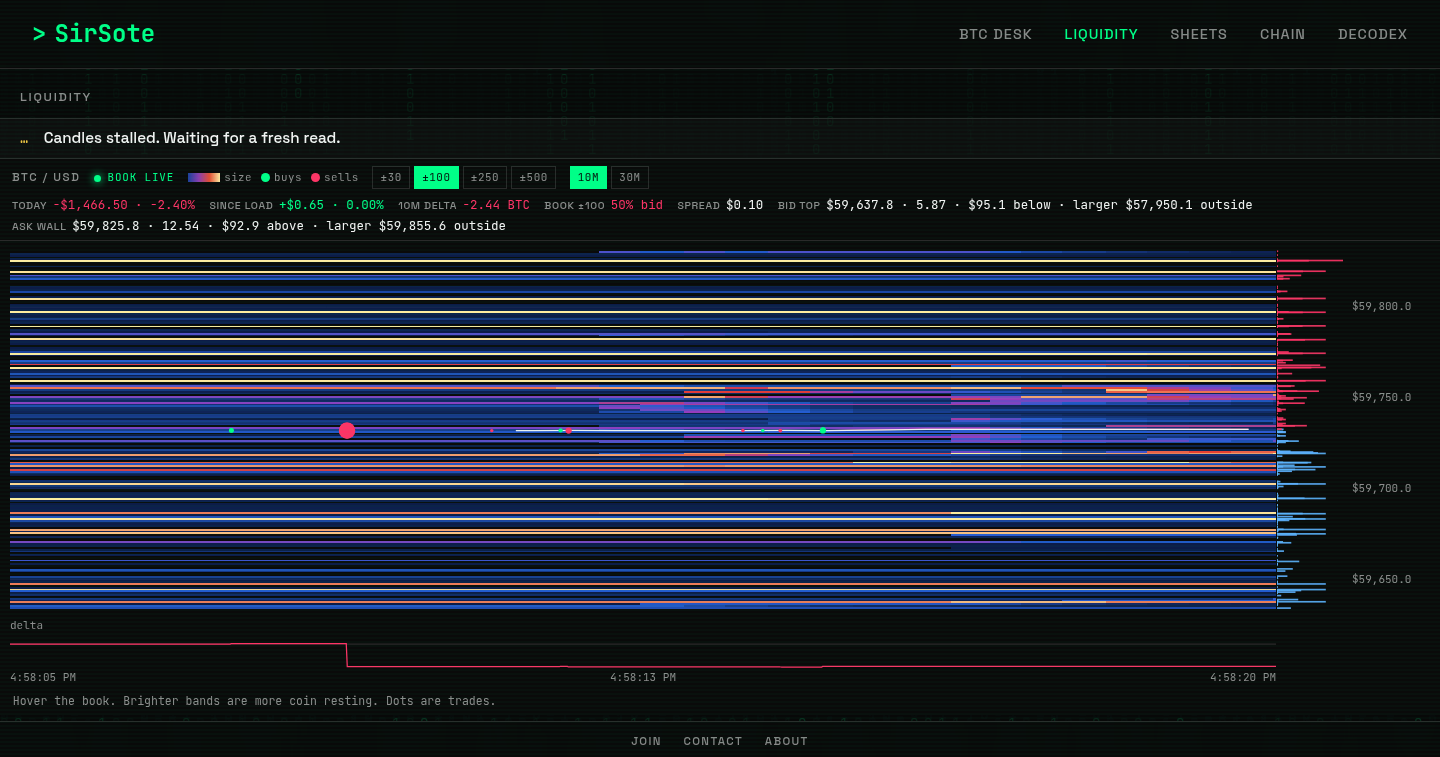 > SirSote
BTC DESK LIQUIDITY SHEETS CHAIN DECODEX
LIQUIDITY
… Candles stalled. Waiting for a fresh read.
BTC / USD BOOK LIVE size buys sells ±30 ±100 ±250 ±500 10M 30M
TODAY -$1,466.50 · -2.40% SINCE LOAD +$0.65 · 0.00% 10M DELTA -2.44 BTC BOOK ±100 50% bid SPREAD $0.10 BID TOP $59,637.8 · 5.87 · $95.1 below · larger $57,950.1 outside
ASK WALL $59,825.8 · 12.54 · $92.9 above · larger $59,855.6 outside
$59,800.0
$59,750.0
$59,700.0
$59,650.0
delta
4:58:05 PM 4:58:13 PM 4:58:20 PM
Hover the book. Brighter bands are more coin resting. Dots are trades.
JOIN CONTACT ABOUT